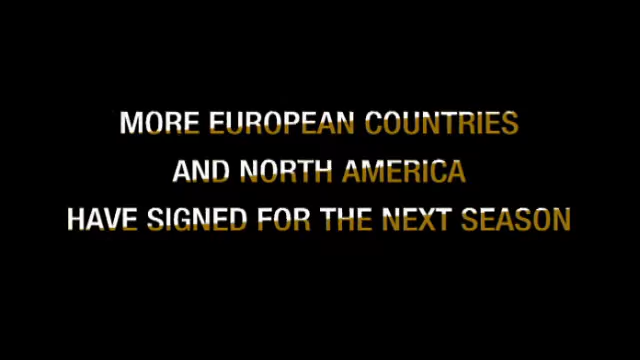 MORE EUROPEAN COUNTRIES
AND NORTH AMERICA
HAVE SIGNED FOR THE NEXT SEASON